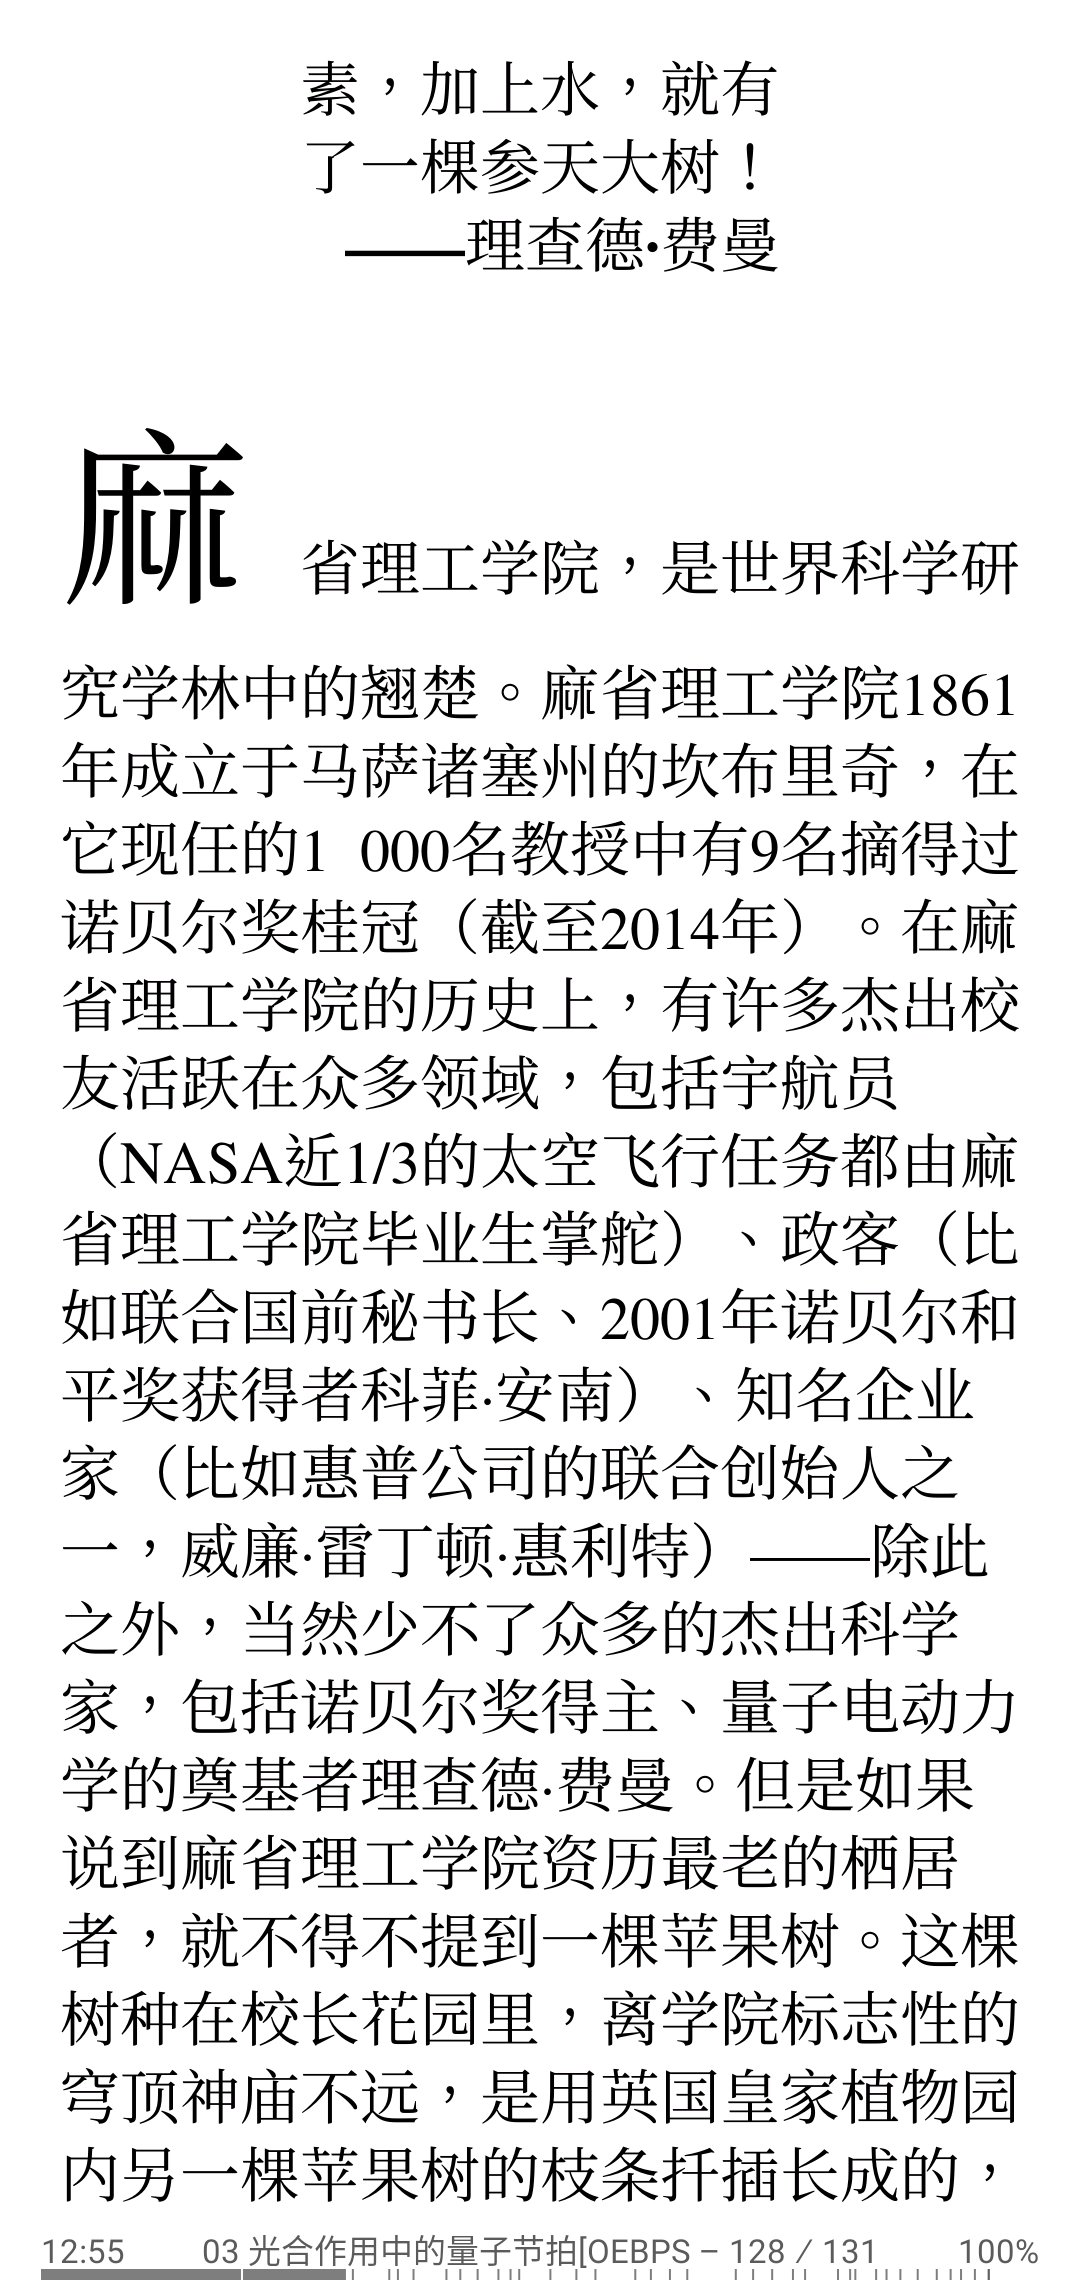 素，加上水，就有
了一棵参天大树！
——理查德·费曼
麻省理工学院，是世界科学研
究学林中的翘楚。麻省理工学院1861
年成立于马萨诸塞州的坎布里奇，在
它现任的1 000名教授中有9名摘得过
诺贝尔奖桂冠（截至2014年）。在麻
省理工学院的历史上，有许多杰出校
友活跃在众多领域，包括宇航员
（NASA近1/3的太空飞行任务都由麻
省理工学院毕业生掌舵）、政客（比
如联合国前秘书长、2001年诺贝尔和
平奖获得者科菲·安南）、知名企业
家（比如惠普公司的联合创始人之
一，威廉·雷丁顿·惠利特）——除此
之外，当然少不了众多的杰出科学
家，包括诺贝尔奖得主、量子电动力
学的奠基者理查德·费曼。但是如果
说到麻省理工学院资历最老的栖居
者，就不得不提到一棵苹果树。这棵
树种在校长花园里，离学院标志性的
穹顶神庙不远，是用英国皇家植物园
内另一棵苹果树的枝条扦插长成的，
12:55 03 光合作用中的量子节拍[OEBPS – 128 / 131 100%